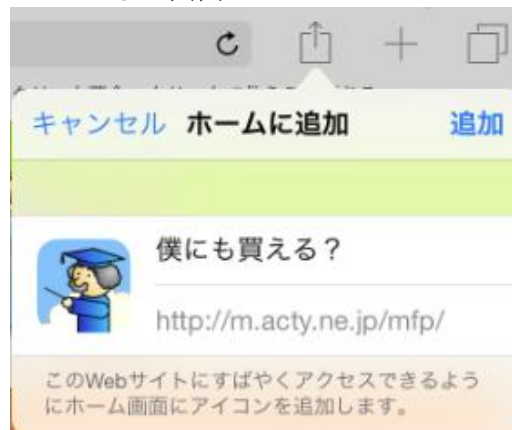 キャンセル ホームに追加 追加
僕にも買える？
http://m.acty.ne.jp/mfp/
このWebサイトにすばやくアクセスできるよう
にホーム画面にアイコンを追加します。